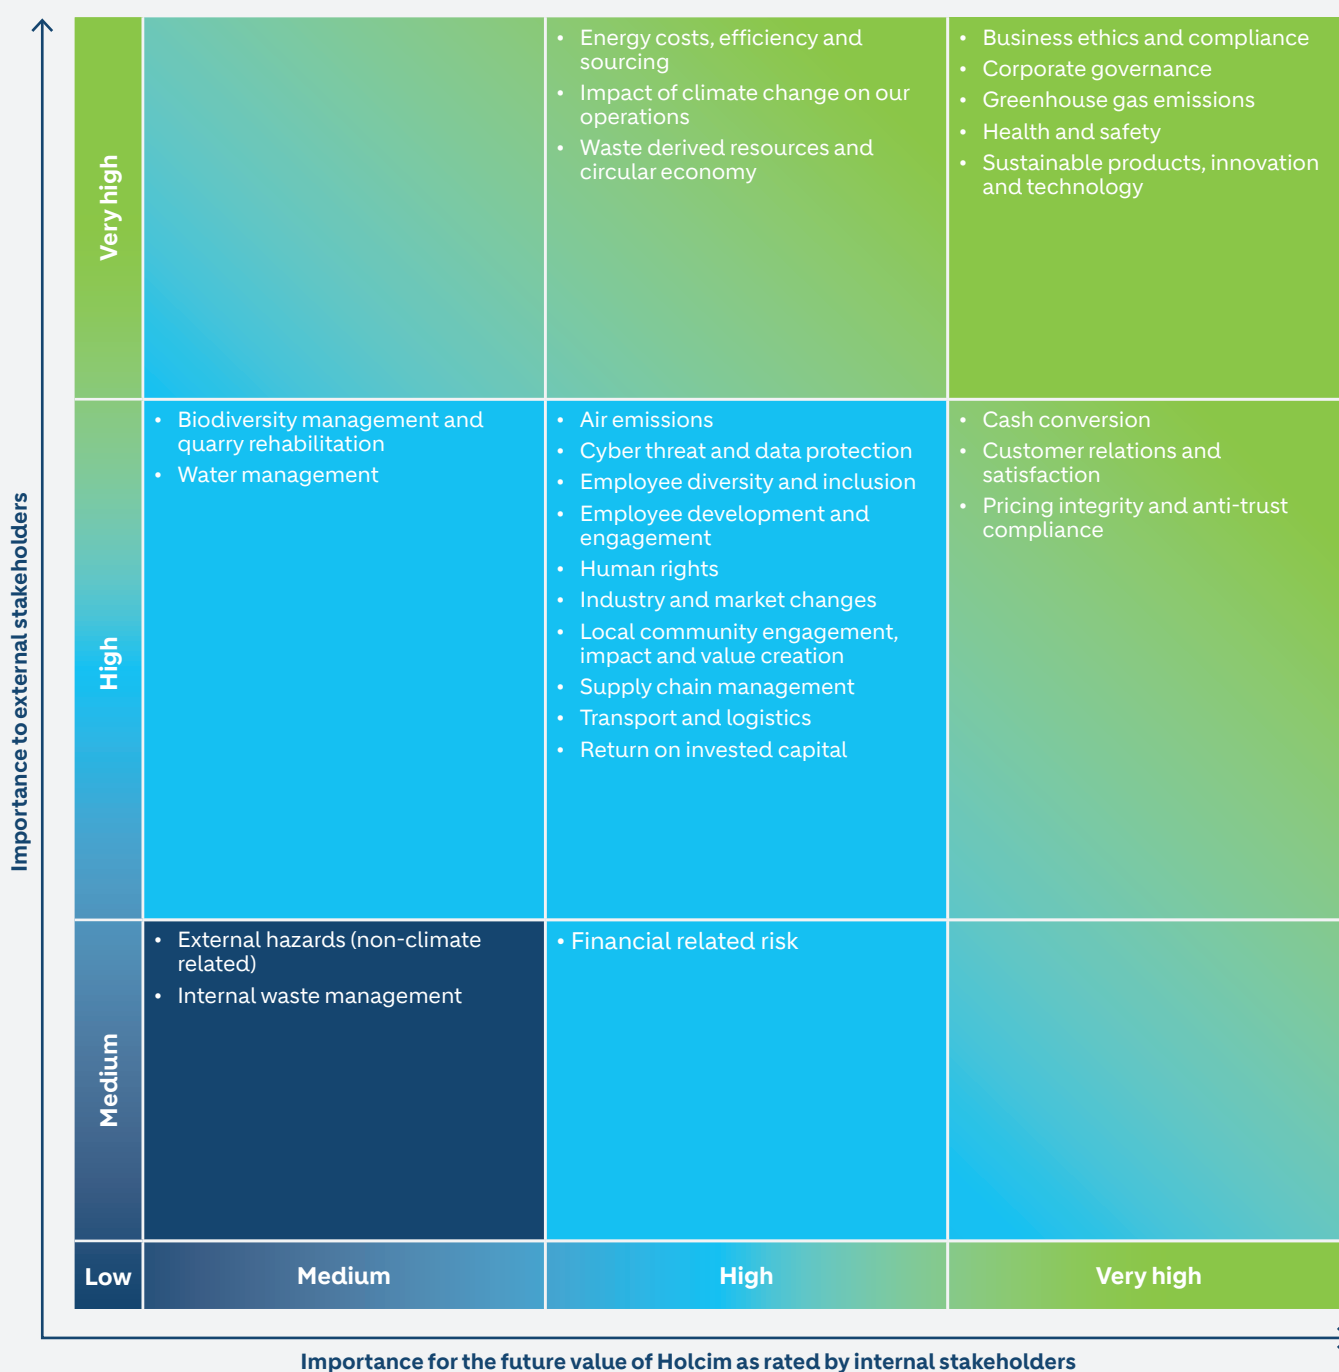 Importance to external stakeholders
Very high
• Energy costs, efficiency and
sourcing
• Impact of climate change on our
operations
• Waste derived resources and
circular economy
• Business ethics and compliance
• Corporate governance
• Greenhouse gas emissions
• Health and safety
• Sustainable products, innovation
and technology
High
• Biodiversity management and
quarry rehabilitation
• Water management
• Air emissions
• Cyber threat and data protection
• Employee diversity and inclusion
• Employee development and
engagement
• Human rights
• Industry and market changes
• Local community engagement,
impact and value creation
• Supply chain management
• Transport and logistics
• Return on invested capital
• Cash conversion
• Customer relations and
satisfaction
• Pricing integrity and anti-trust
compliance
Medium
• External hazards (non-climate
related)
• Internal waste management
• Financial related risk
Low
Medium
High
Very high
Importance for the future value of Holcim as rated by internal stakeholders